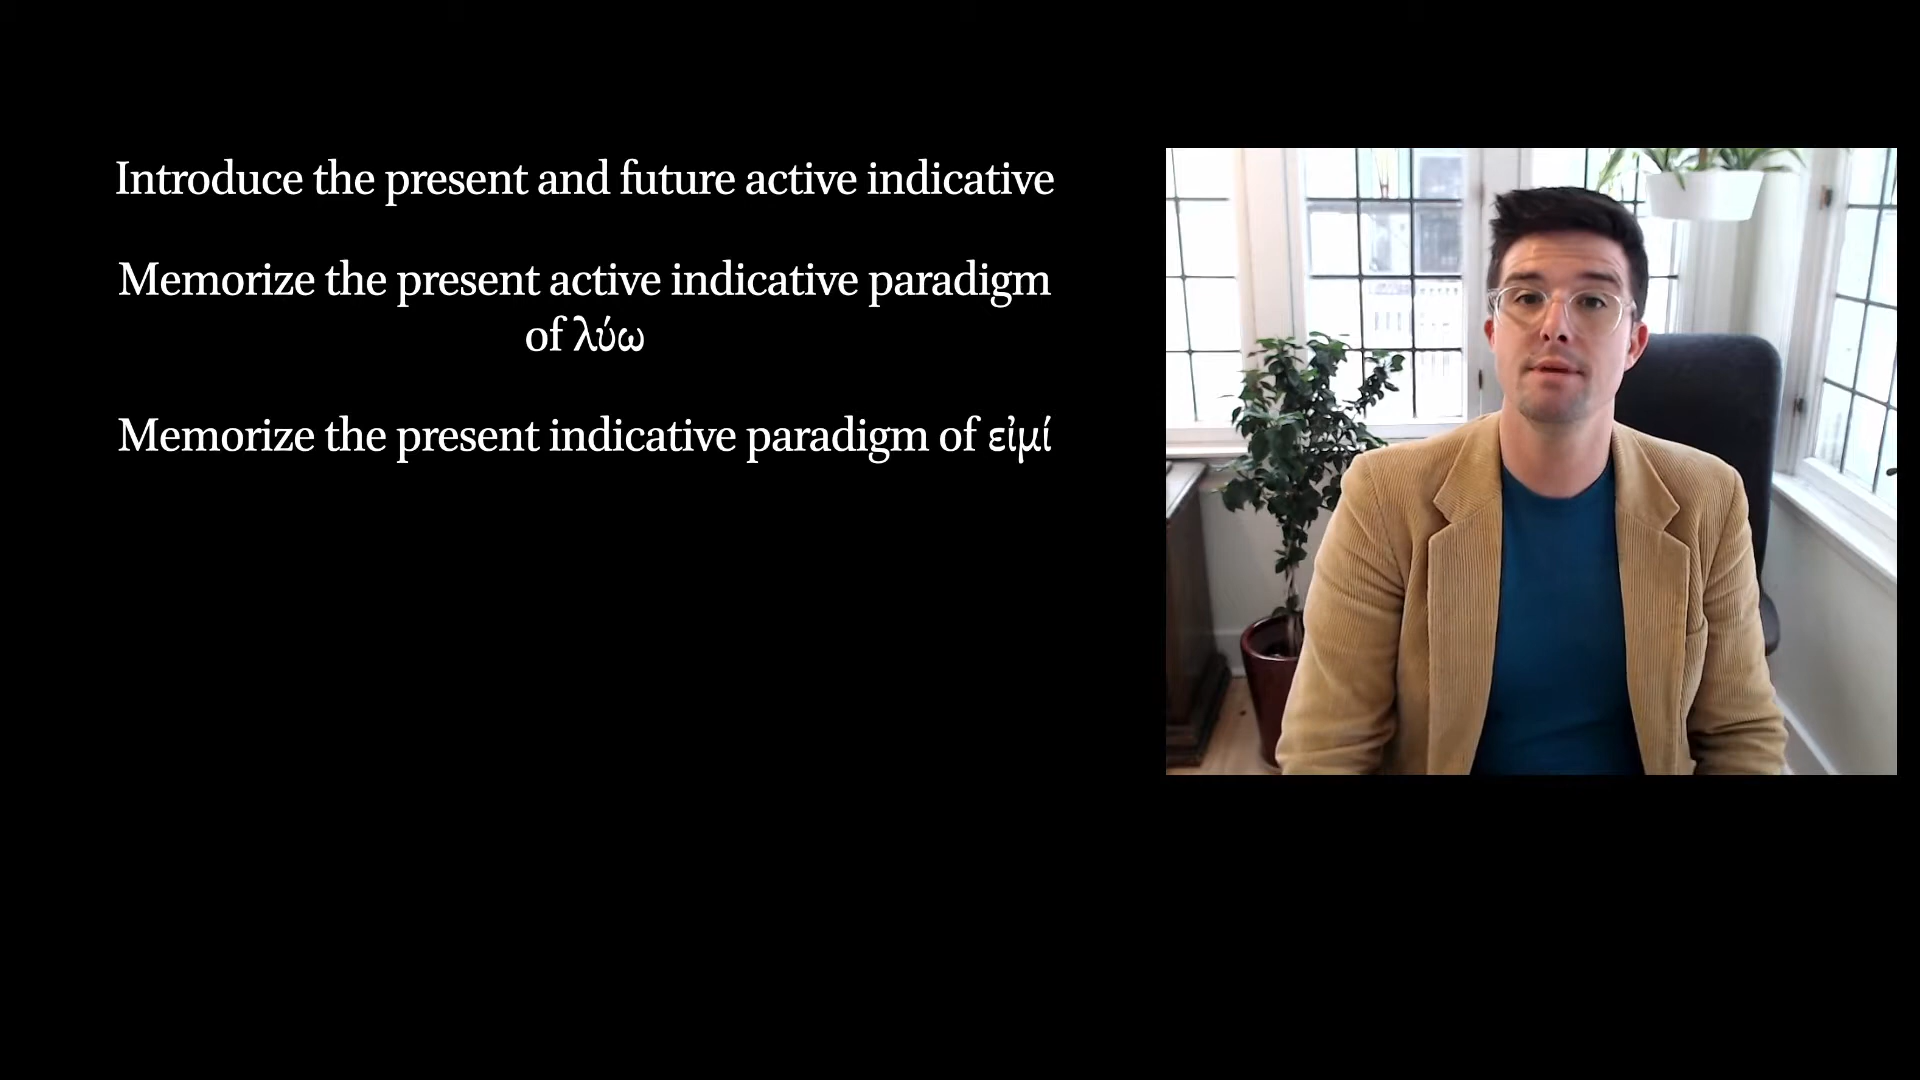 Introduce the present and future active indicative
Memorize the present active indicative paradigm
of λύω
Memorize the present indicative paradigm of εἰμί